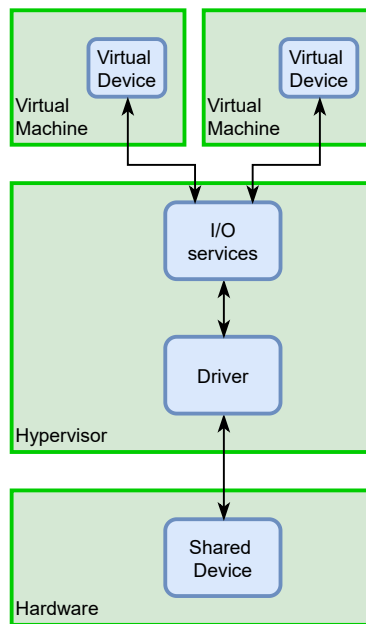 Virtual
Device
Virtual
Machine
Virtual
Device
Virtual
Machine
I/O
services
Driver
Hypervisor
Shared
Device
Hardware